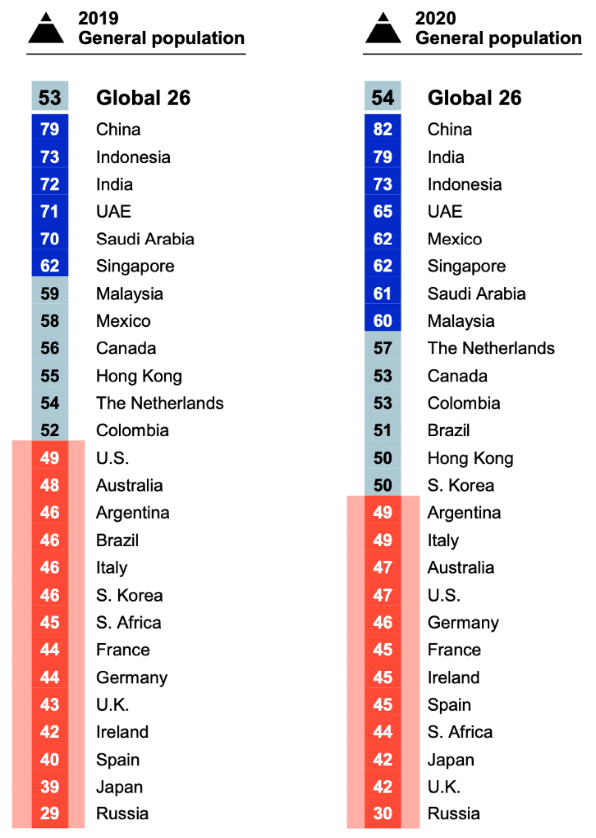 2019
General population
53 Global 26
79 China
73 Indonesia
72 India
71 UAE
70 Saudi Arabia
62 Singapore
59 Malaysia
58 Mexico
56 Canada
55 Hong Kong
54 The Netherlands
52 Colombia
49 U.S.
48 Australia
46 Argentina
46 Brazil
46 Italy
46 S. Korea
45 S. Africa
44 France
44 Germany
43 U.K.
42 Ireland
40 Spain
39 Japan
29 Russia
2020
General population
54 Global 26
82 China
79 India
73 Indonesia
65 UAE
62 Mexico
62 Singapore
61 Saudi Arabia
60 Malaysia
57 The Netherlands
53 Canada
53 Colombia
51 Brazil
50 Hong Kong
50 S. Korea
49 Argentina
49 Italy
47 Australia
47 U.S.
46 Germany
45 France
45 Ireland
45 Spain
44 S. Africa
42 Japan
42 U.K.
30 Russia